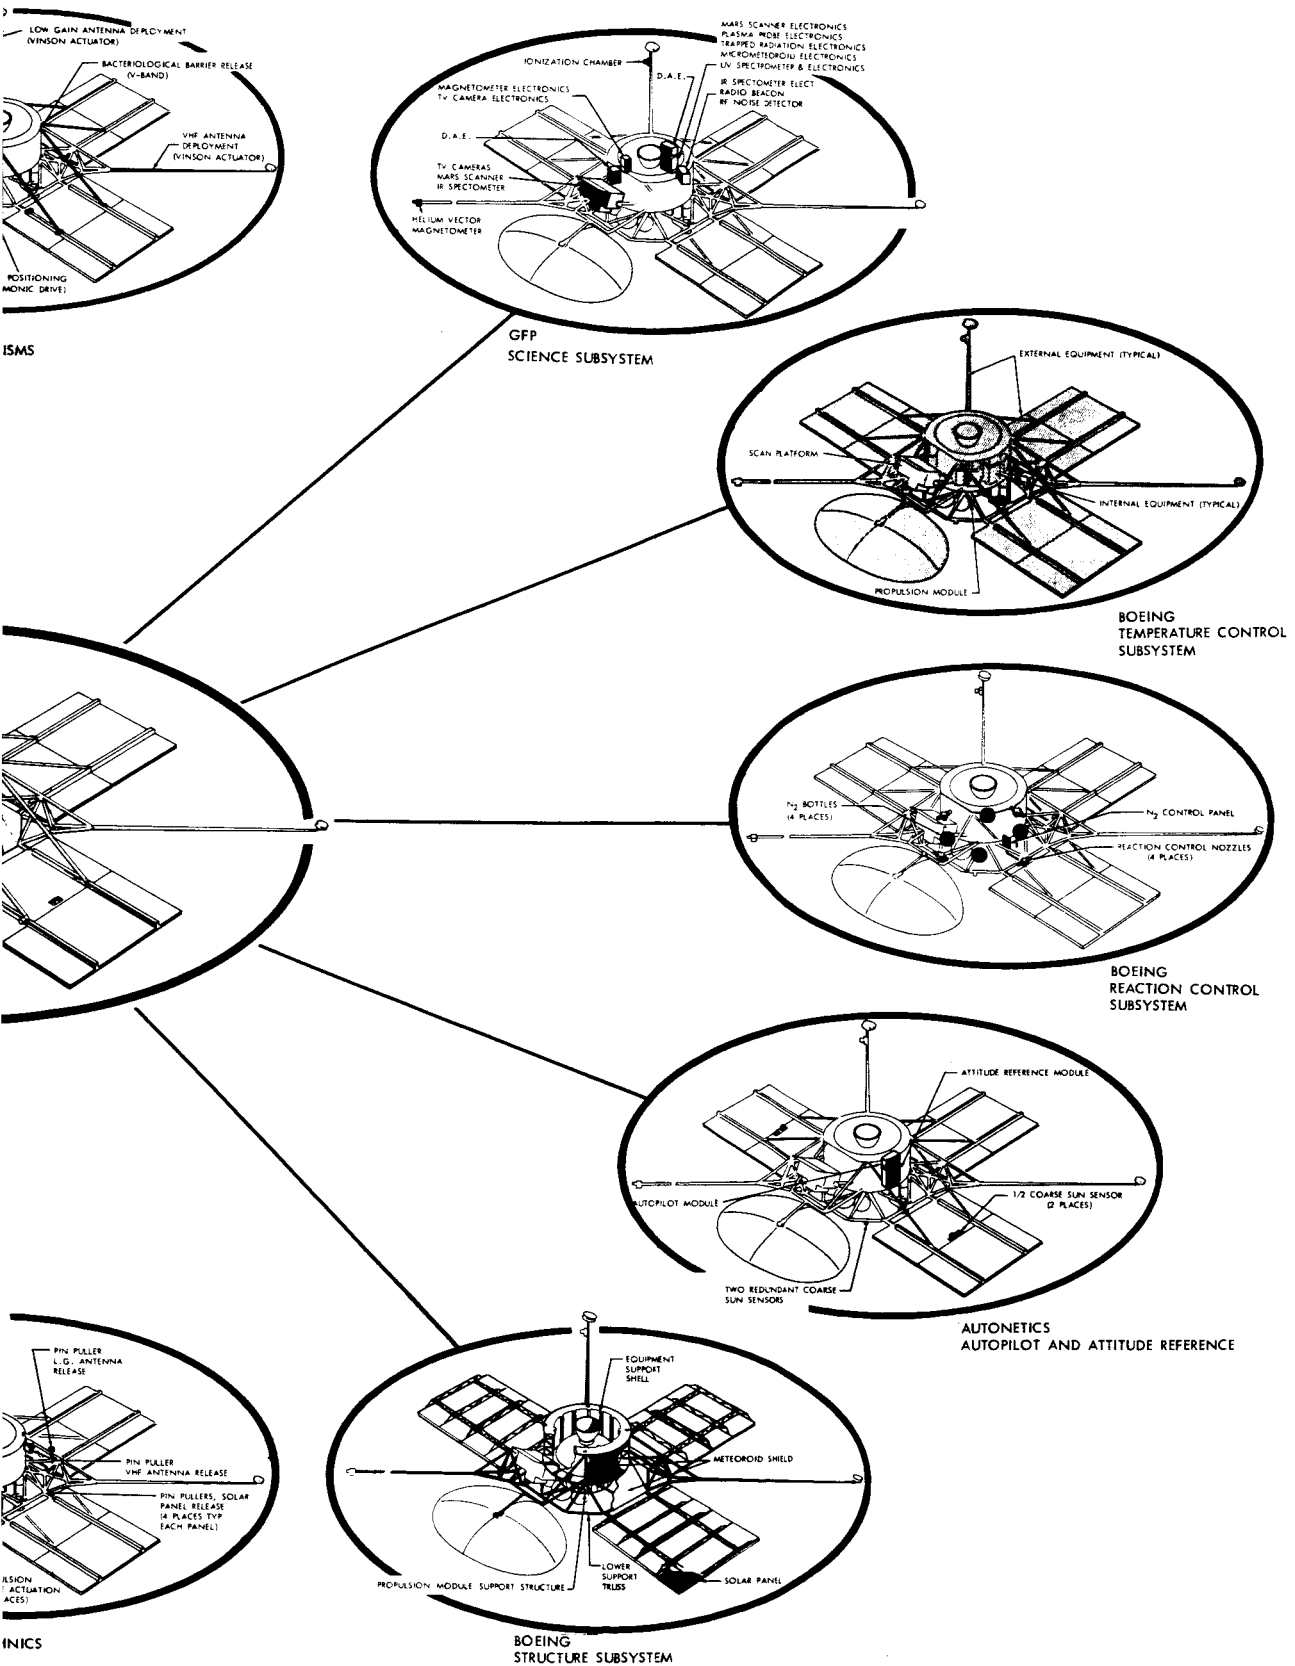 LOW GAIN ANTENNA DEPLOYMENT
(VINSON ACTUATOR)
BACTERIOLOGICAL BARRIER RELEASE
(V-BAND)
VHF ANTENNA
DEPLOYMENT
(VINSON ACTUATOR)
POSITIONING
MONIC DRIVE)
ISMS
MARS SCANNER ELECTRONICS
PLASMA PROBE ELECTRONICS
TRAPPED RADIATION ELECTRONICS
MICROMETEOROID ELECTRONICS
UV SPECTROMETER & ELECTRONICS
IONIZATION CHAMBER
D.A.E.
IR SPECTOMETER ELECT
RADIO BEACON
RF NOISE DETECTOR
MAGNETOMETER ELECTRONICS
TV CAMERA ELECTRONICS
D.A.E.
TV CAMERAS
MARS SCANNER
IR SPECTOMETER
HELIUM VECTOR
MAGNETOMETER
GFP
SCIENCE SUBSYSTEM
EXTERNAL EQUIPMENT (TYPICAL)
SCAN PLATFORM
INTERNAL EQUIPMENT (TYPICAL)
PROPULSION MODULE
BOEING
TEMPERATURE CONTROL
SUBSYSTEM
N2 BOTTLES
(4 PLACES)
N2 CONTROL PANEL
REACTION CONTROL NOZZLES
(4 PLACES)
BOEING
REACTION CONTROL
SUBSYSTEM
ATTITUDE REFERENCE MODULE
AUTOPILOT MODULE
1/2 COARSE SUN SENSOR
(2 PLACES)
TWO REDUNDANT COARSE
SUN SENSORS
AUTONETICS
AUTOPILOT AND ATTITUDE REFERENCE
PIN PULLER
L.G. ANTENNA
RELEASE
PIN PULLER
VHF ANTENNA RELEASE
PIN PULLERS, SOLAR
PANEL RELEASE
(4 PLACES TYP
EACH PANEL)
ULSION
E ACTUATION
ACES)
HNICS
EQUIPMENT
SUPPORT
SHELL
METEOROID SHIELD
PROPULSION MODULE SUPPORT STRUCTURE
LOWER
SUPPORT
TRUSS
SOLAR PANEL
BOEING
STRUCTURE SUBSYSTEM